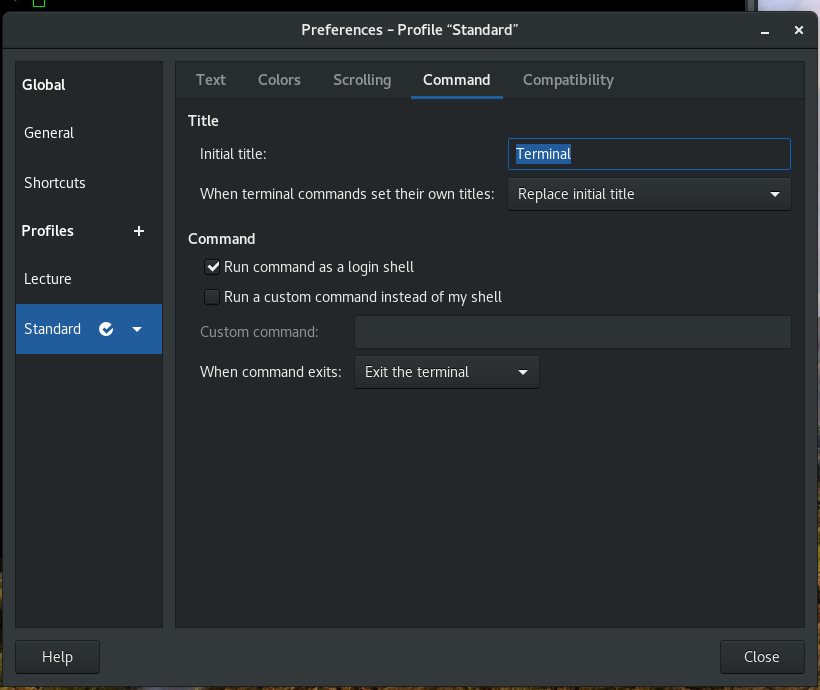 Preferences – Profile “Standard”
Global
General
Shortcuts
Profiles
Lecture
Standard
Text Colors Scrolling Command Compatibility
Title
Initial title: Terminal
When terminal commands set their own titles: Replace initial title
Command
Run command as a login shell
Run a custom command instead of my shell
Custom command:
When command exits: Exit the terminal
Help Close